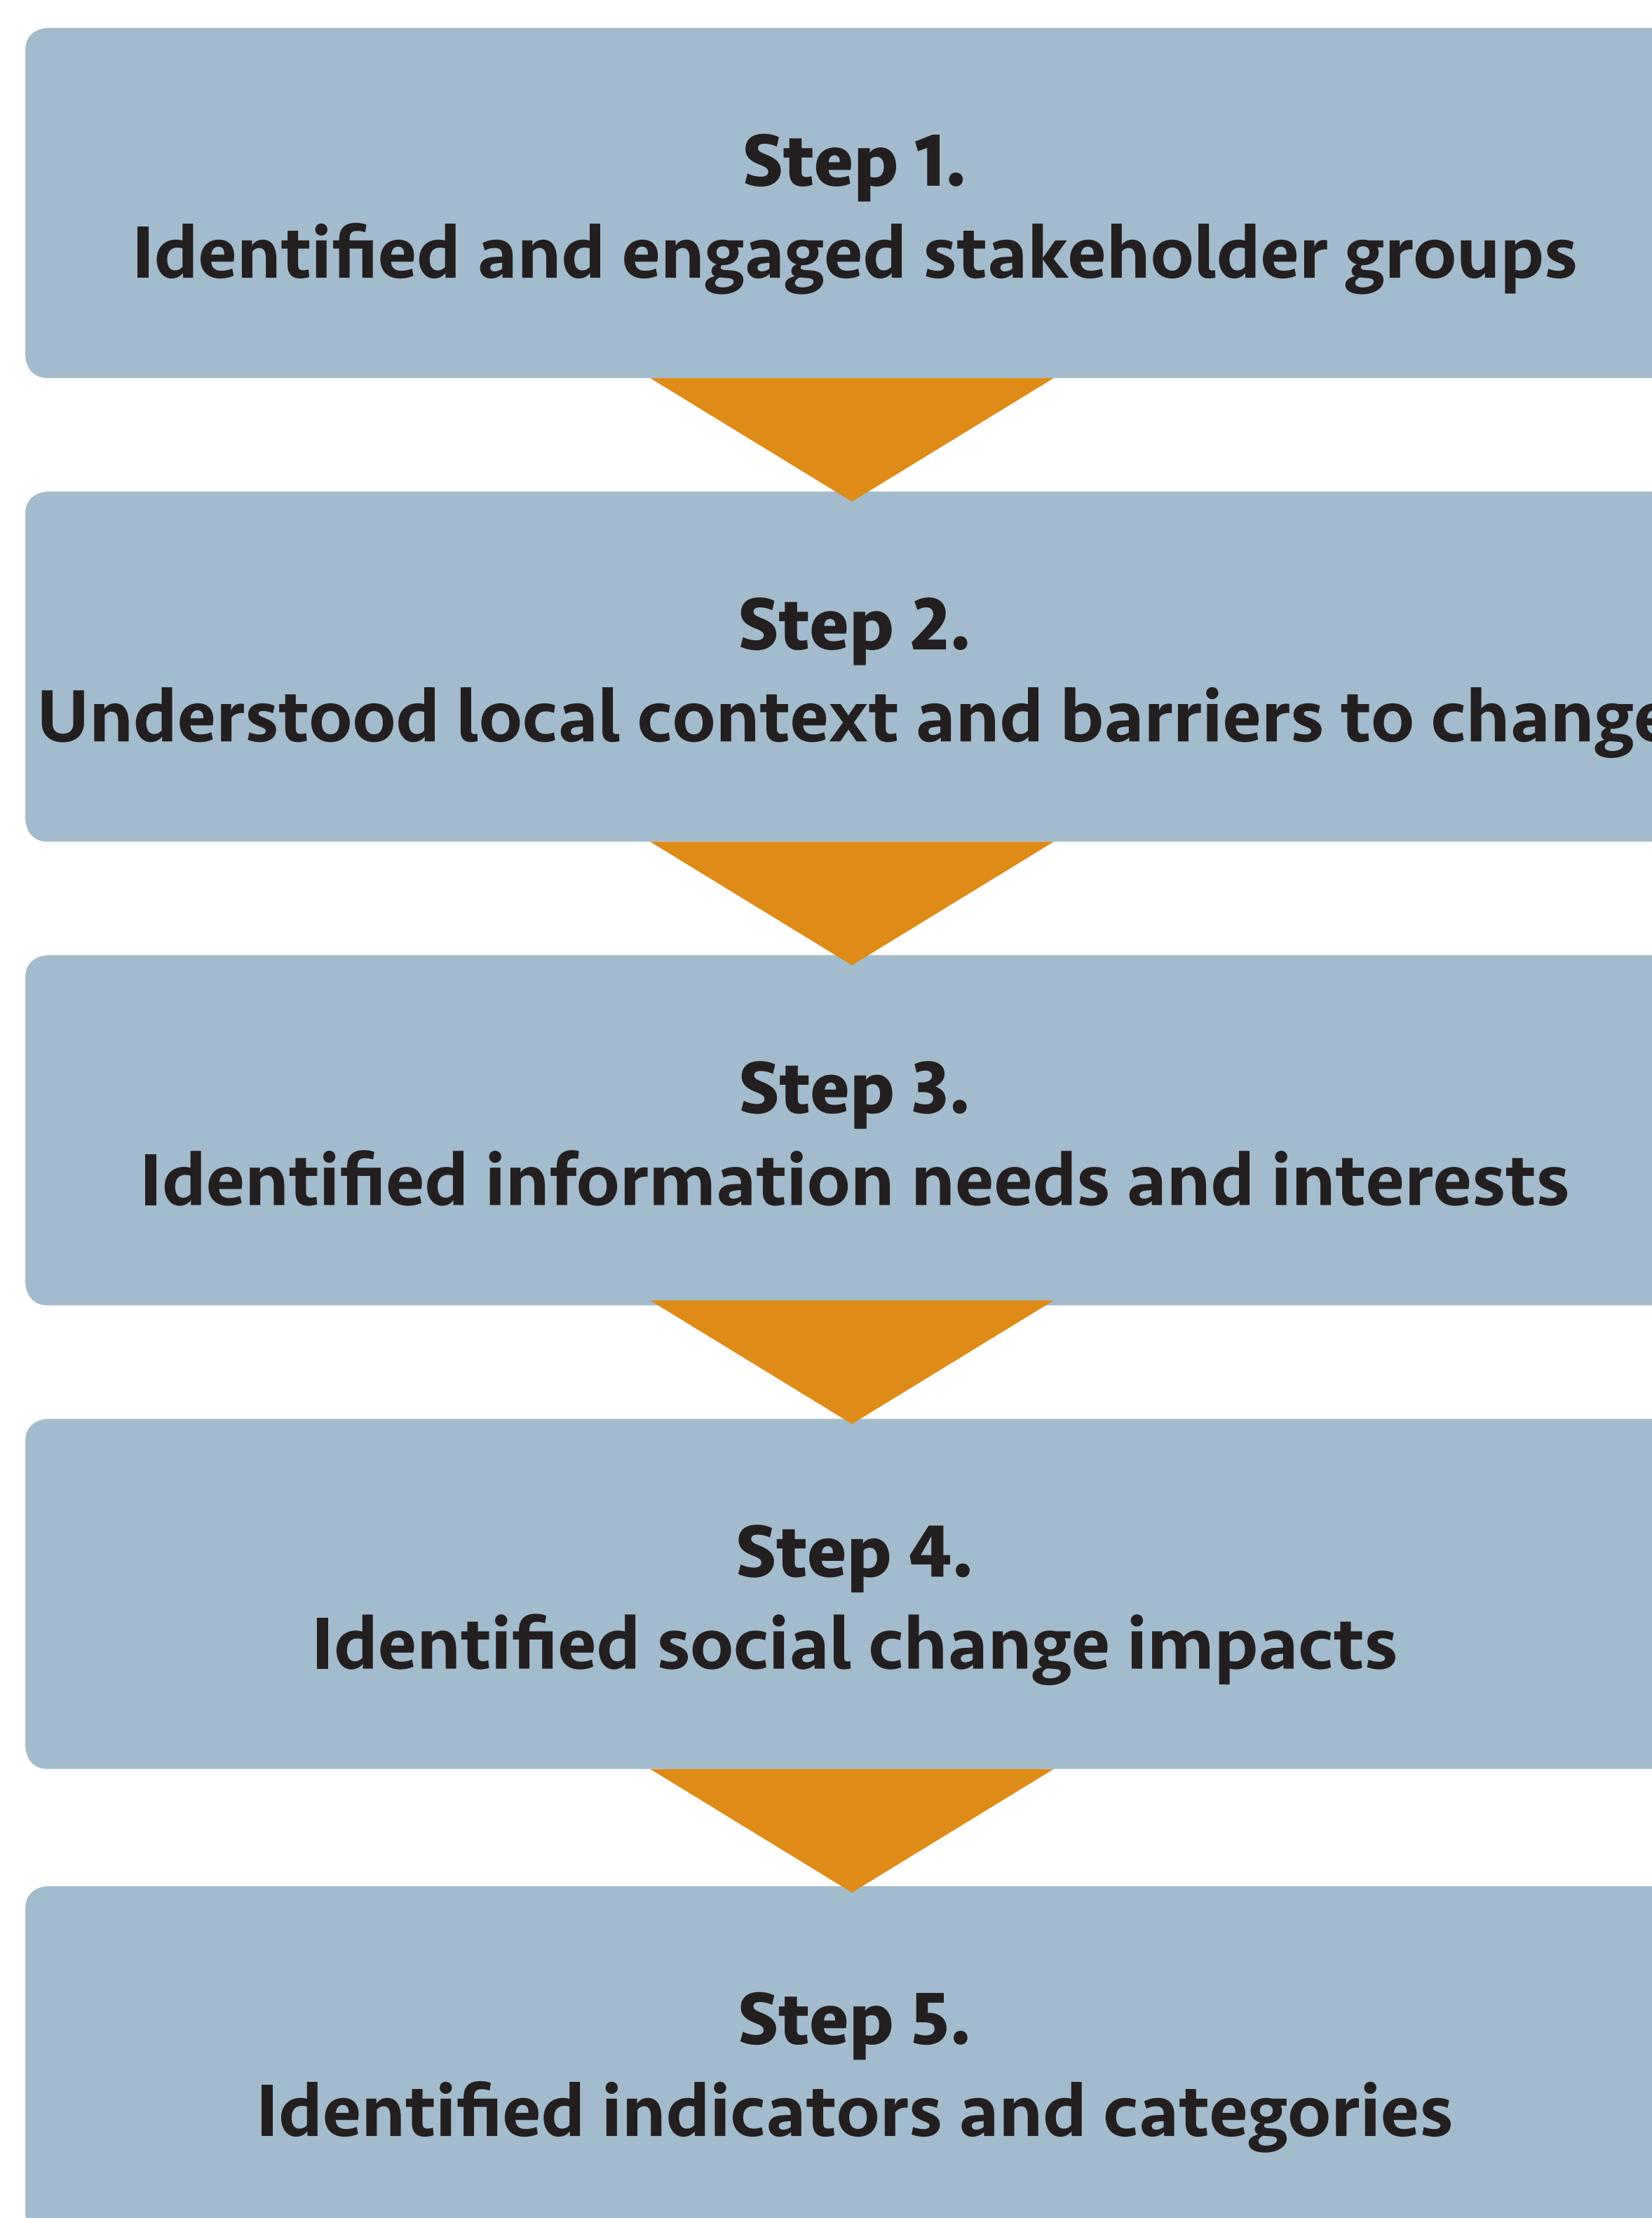 Step 1.
Identified and engaged stakeholder groups
Step 2.
Understood local context and barriers to change
Step 3.
Identified information needs and interests
Step 4.
Identified social change impacts
Step 5.
Identified indicators and categories